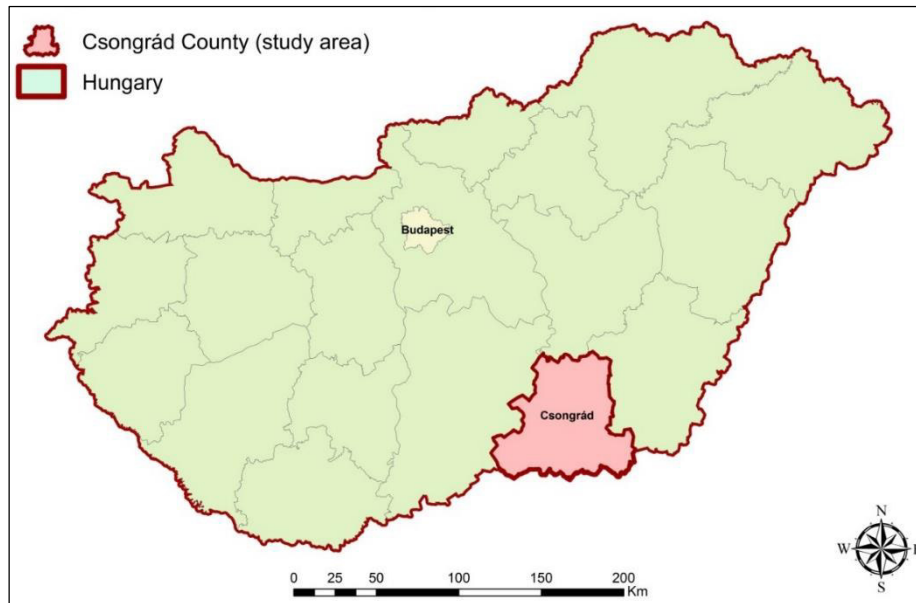 Csongrád County (study area)
Hungary
Budapest
Csongrád
N
W E
S
0 25 50 100 150 200
Km